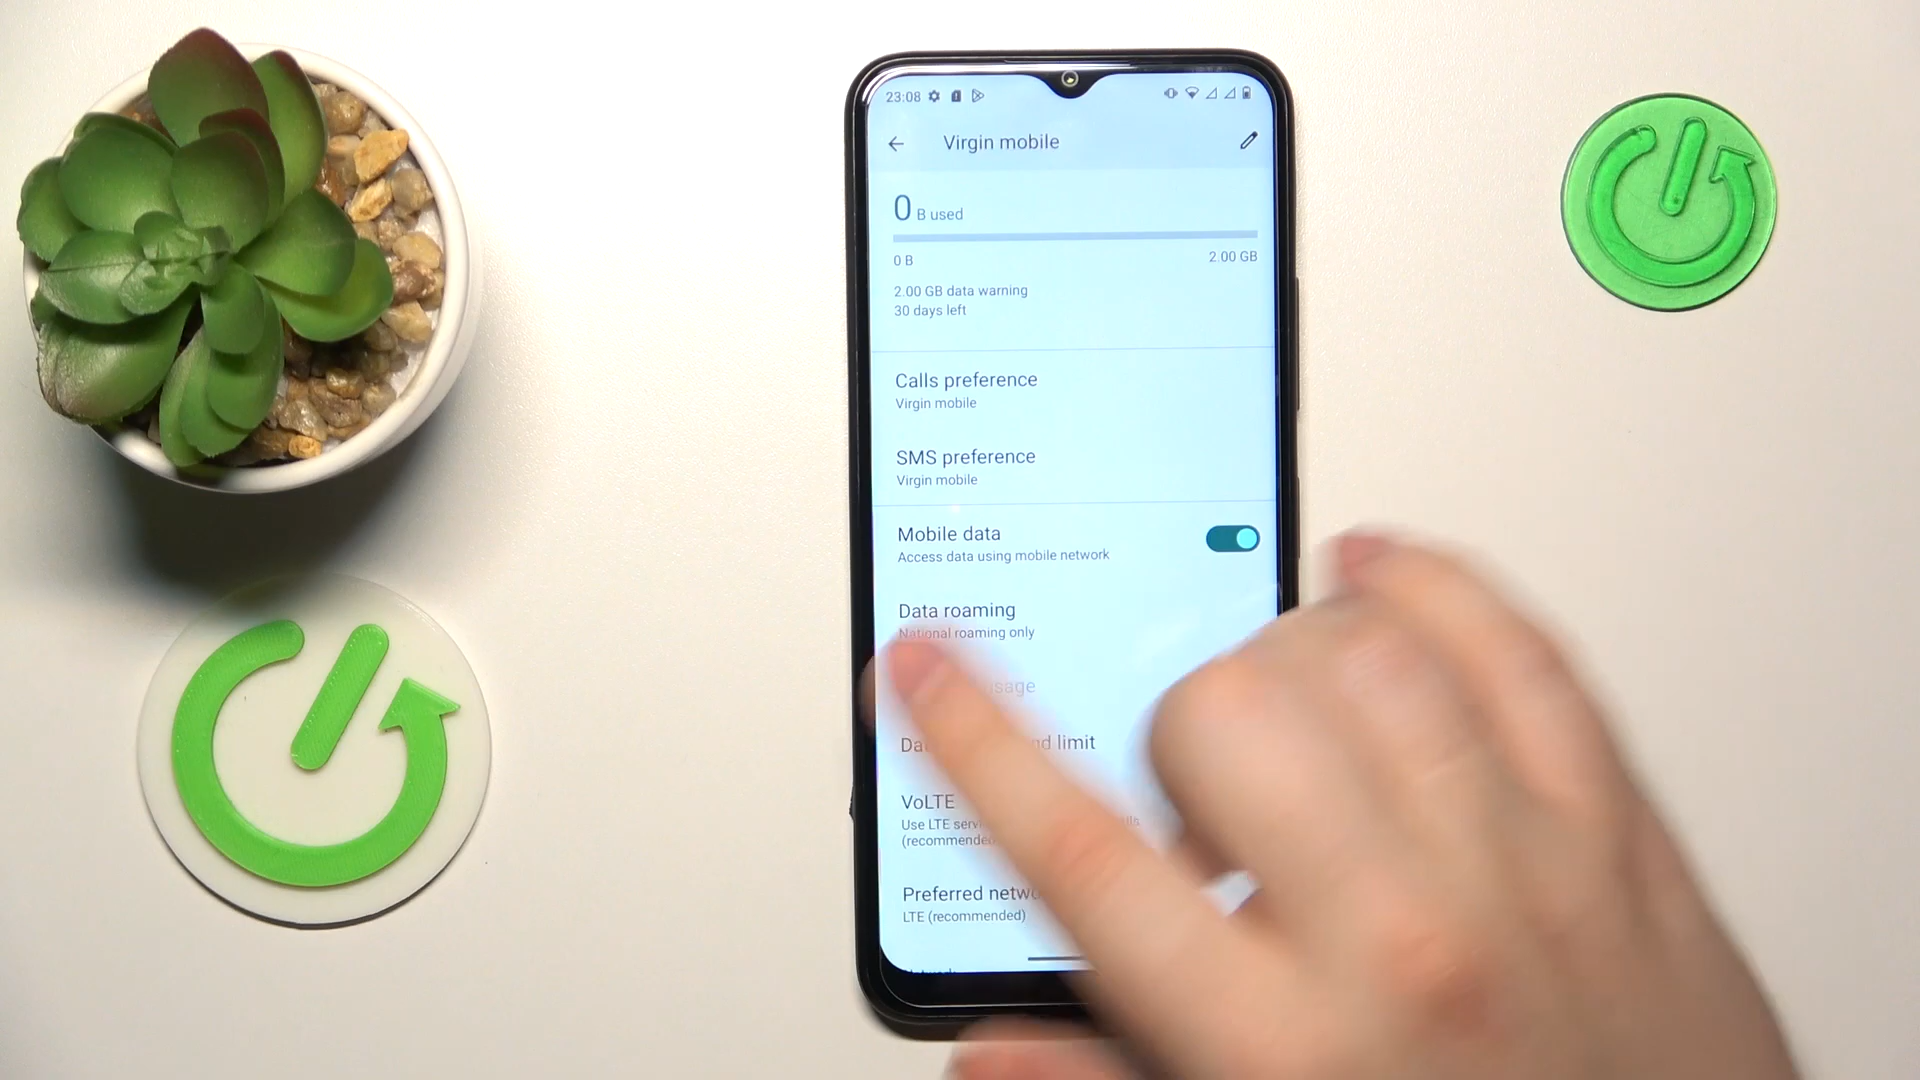 23:08
Virgin mobile
0 B used
0 B 2.00 GB
2.00 GB data warning
30 days left
Calls preference
Virgin mobile
SMS preference
Virgin mobile
Mobile data
Access data using mobile network
Data roaming
National roaming only
usage
limit
VoLTE
Use LTE
(recommended
Preferred
LTE (recommended)